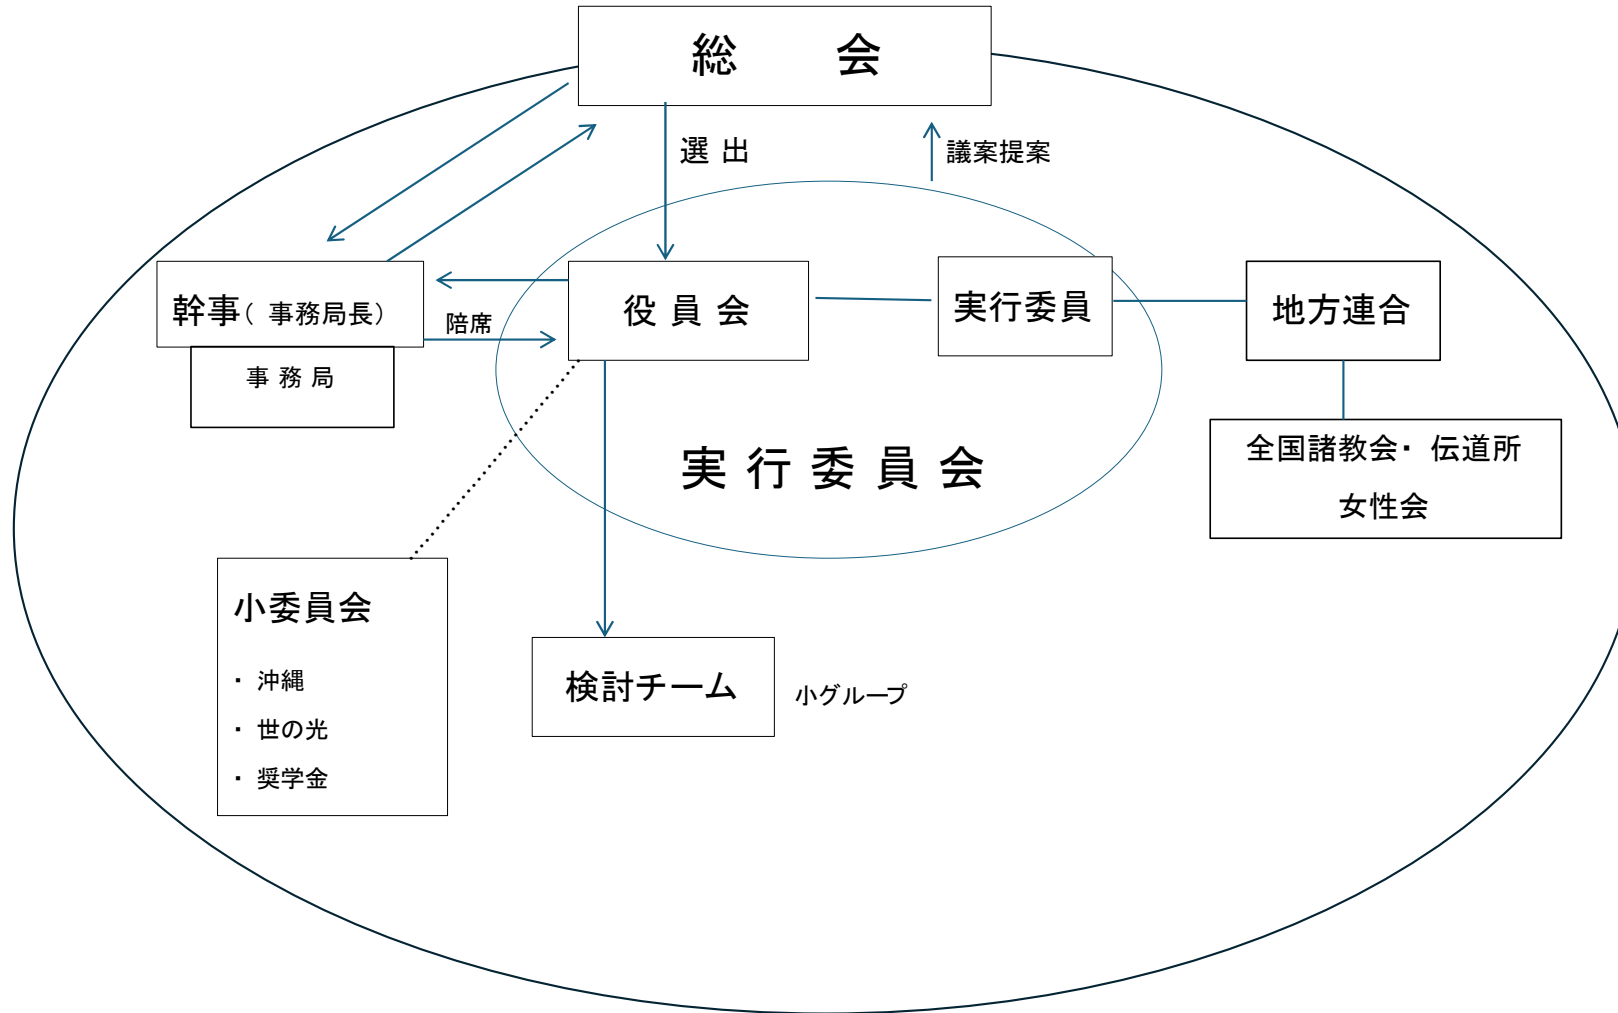 総　　会
選 出
議案提案
幹事（ 事務局長）
陪席
役 員 会
実行委員
地方連合
事 務 局
実 行 委 員 会
全国諸教会・ 伝道所
女性会
小委員会
・ 沖縄
・ 世の光
・ 奨学金
検討チーム
小グループ